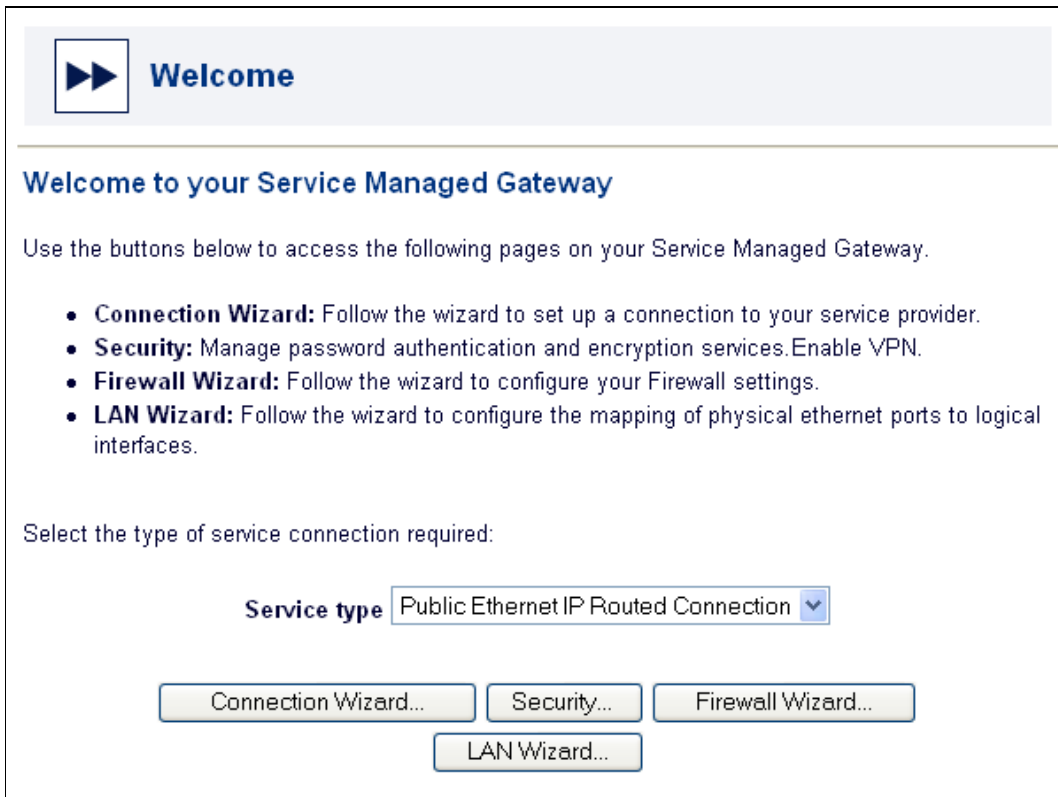 Welcome
Welcome to your Service Managed Gateway
Use the buttons below to access the following pages on your Service Managed Gateway.
Connection Wizard: Follow the wizard to set up a connection to your service provider.
Security: Manage password authentication and encryption services.Enable VPN.
Firewall Wizard: Follow the wizard to configure your Firewall settings.
LAN Wizard: Follow the wizard to configure the mapping of physical ethernet ports to logical
interfaces.
Select the type of service connection required:
Service type Public Ethernet IP Routed Connection
Connection Wizard... Security... Firewall Wizard...
LAN Wizard...